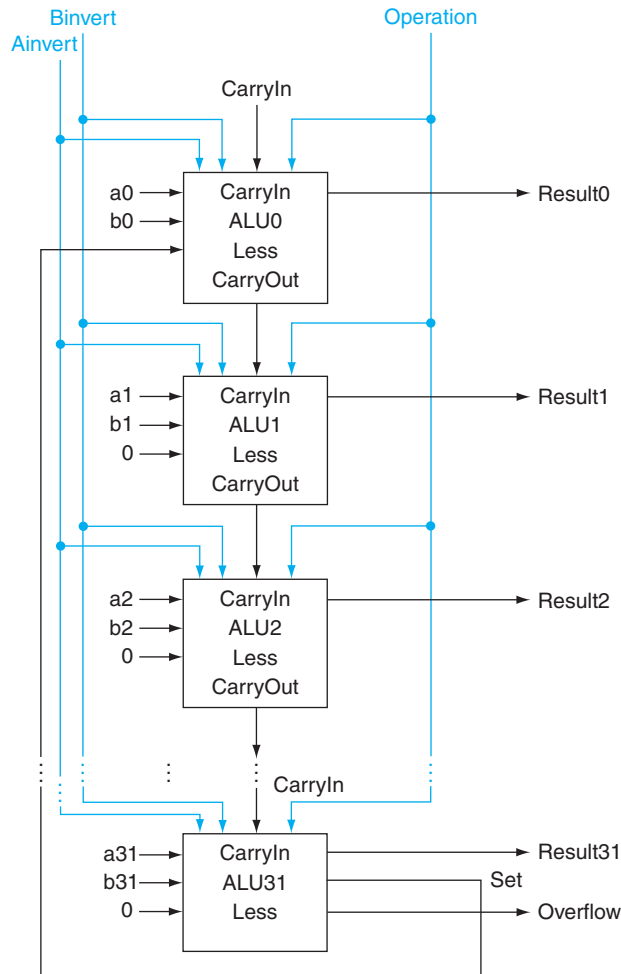 Binvert
Operation
Ainvert
CarryIn
a0
CarryIn
Result0
b0
ALU0
Less
CarryOut
a1
CarryIn
Result1
b1
ALU1
0
Less
CarryOut
a2
CarryIn
Result2
b2
ALU2
0
Less
CarryOut
CarryIn
a31
CarryIn
Result31
b31
ALU31
Set
0
Less
Overflow